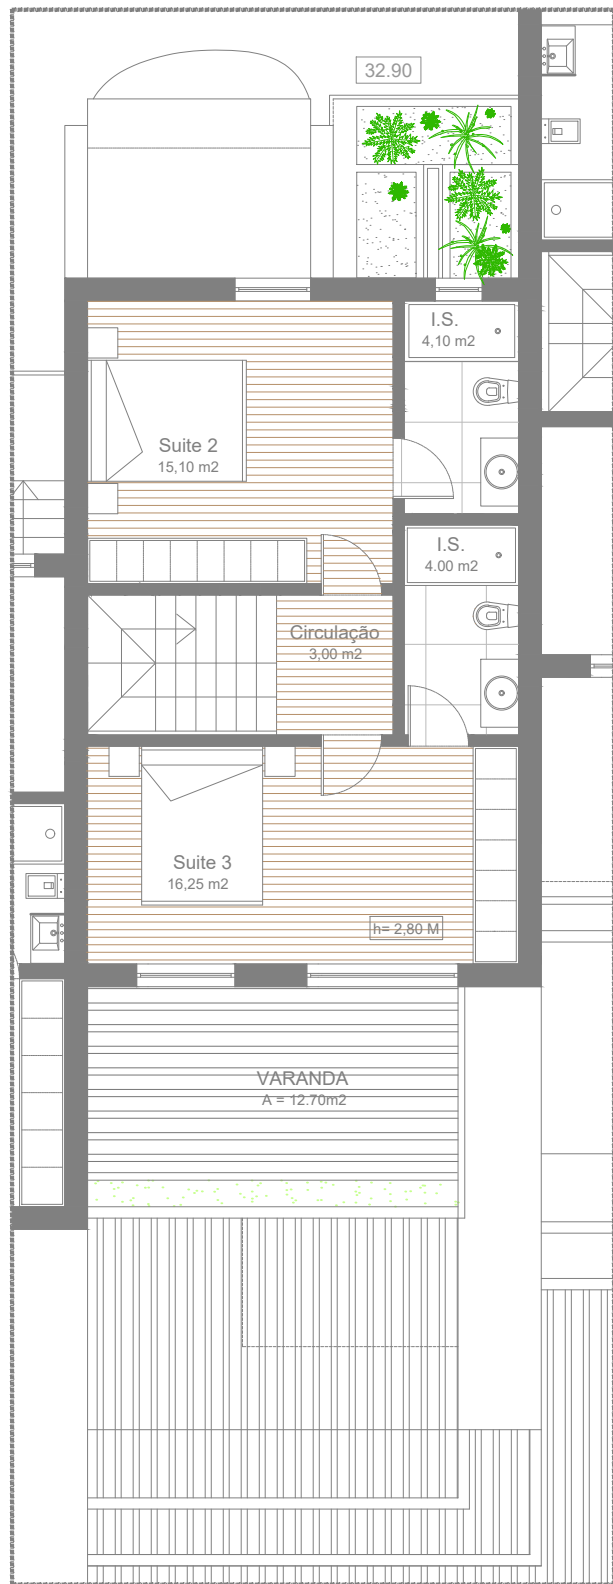 32.90
I.S.
4,10 m2
Suite 2
15,10 m2
I.S.
4.00 m2
Circulação
3,00 m2
Suite 3
16,25 m2
h= 2,80 M
VARANDA
A = 12.70m2